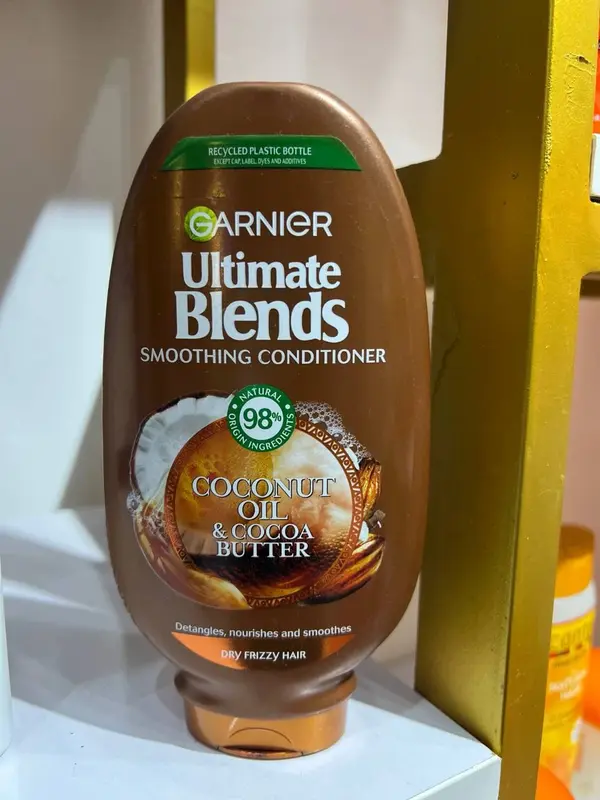 RECYCLED PLASTIC BOTTLE
EXCEPT CAP, LABEL, DYES AND ADDITIVES
GARNIER
Ultimate
Blends
SMOOTHING CONDITIONER
NATURAL
98%
ORIGIN INGREDIENTS
COCONUT
OIL
& COCOA
BUTTER
Detangles, nourishes and smoothes
DRY FRIZZY HAIR